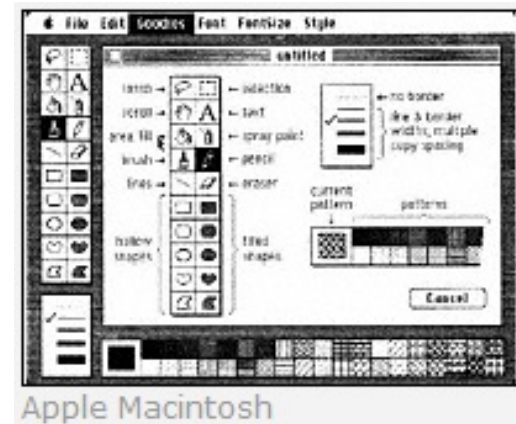 File Edit Goodies Font FontSize Style
untitled
lasso selection
scroll text
area fill spray paint
brush pencil
lines eraser
hollow shapes
filled shapes
no border
line & border
widths, multiple
copy spacing
current
pattern
patterns
Cancel
A
A
Apple Macintosh